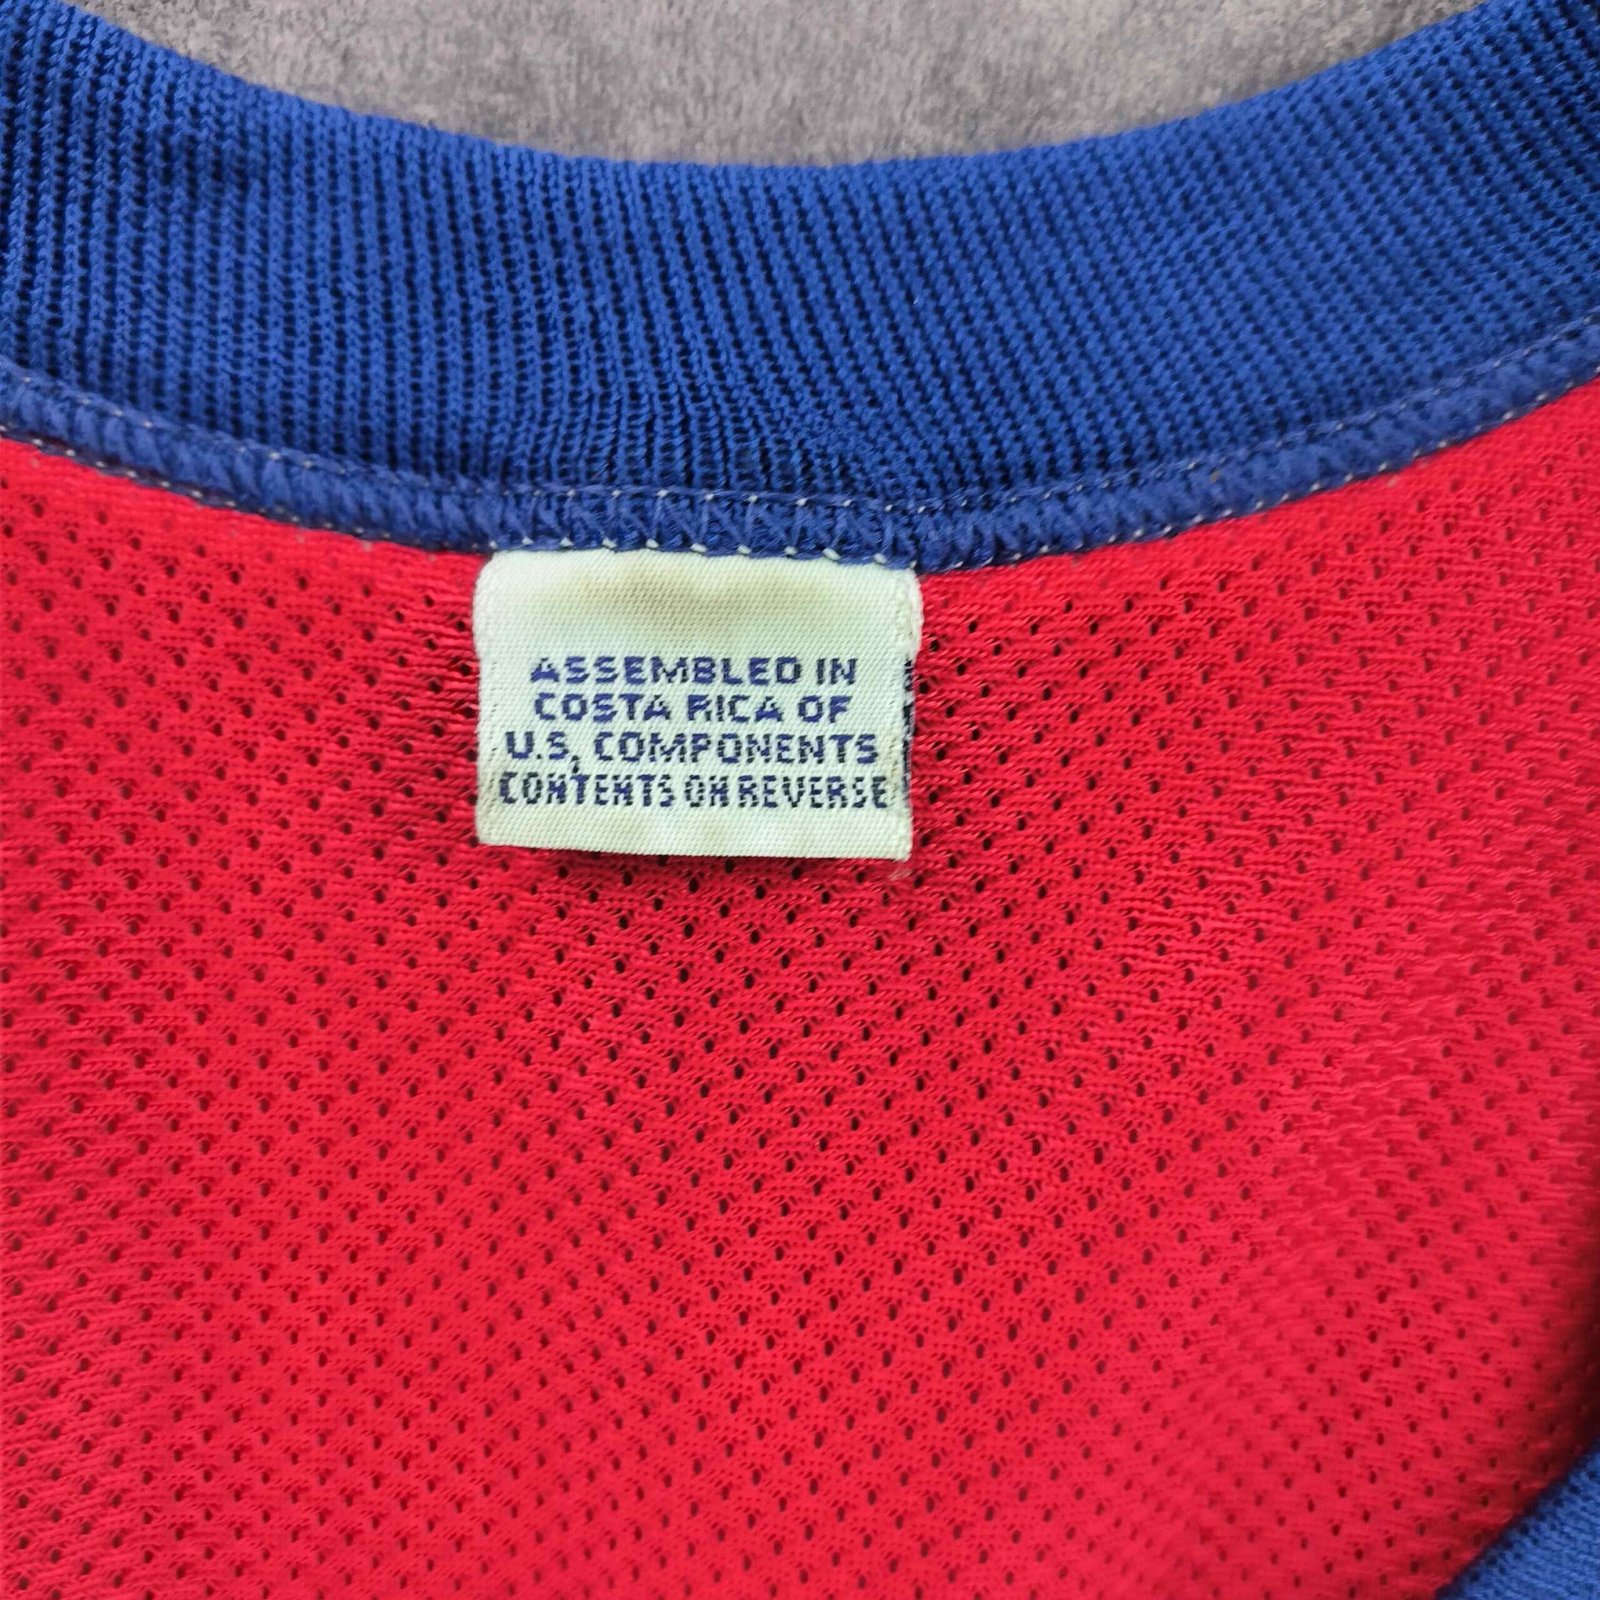 ASSEMBLED IN
COSTA RICA OF
U.S, COMPONENTS
CONTENTS ON REVERSE